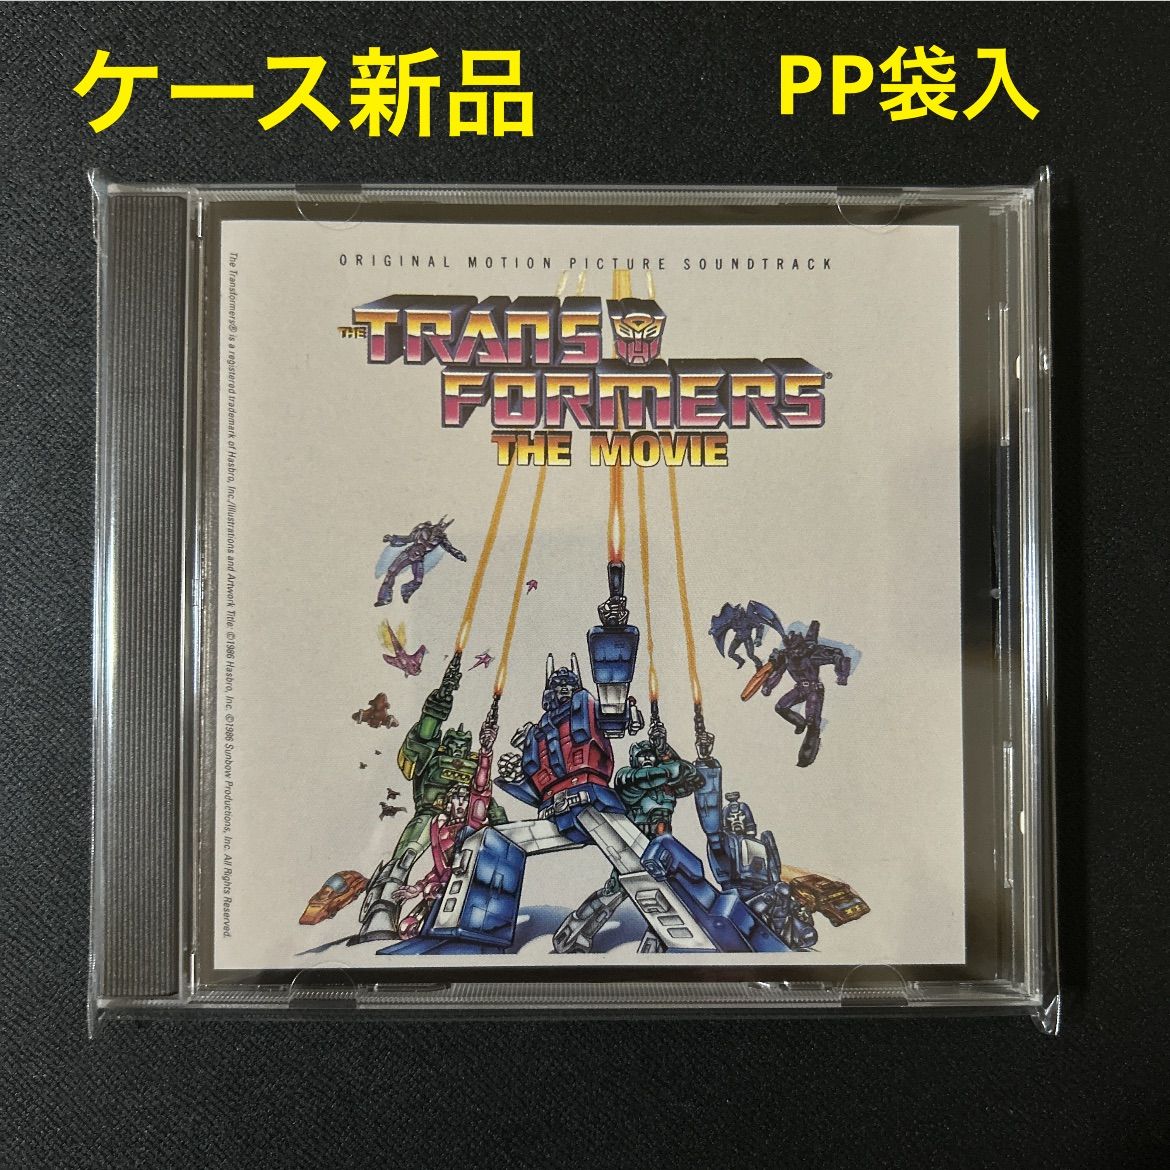 ケース新品
PP袋入
ORIGINAL MOTION PICTURE SOUNDTRACK
THE TRANS
FORMERS®
THE MOVIE
The Transformers® is a registered trademark of Hasbro, Inc./Illustrations and Artwork Title: ©1986 Hasbro, Inc. ©1986 Sunbow Productions, Inc. All Rights Reserved.